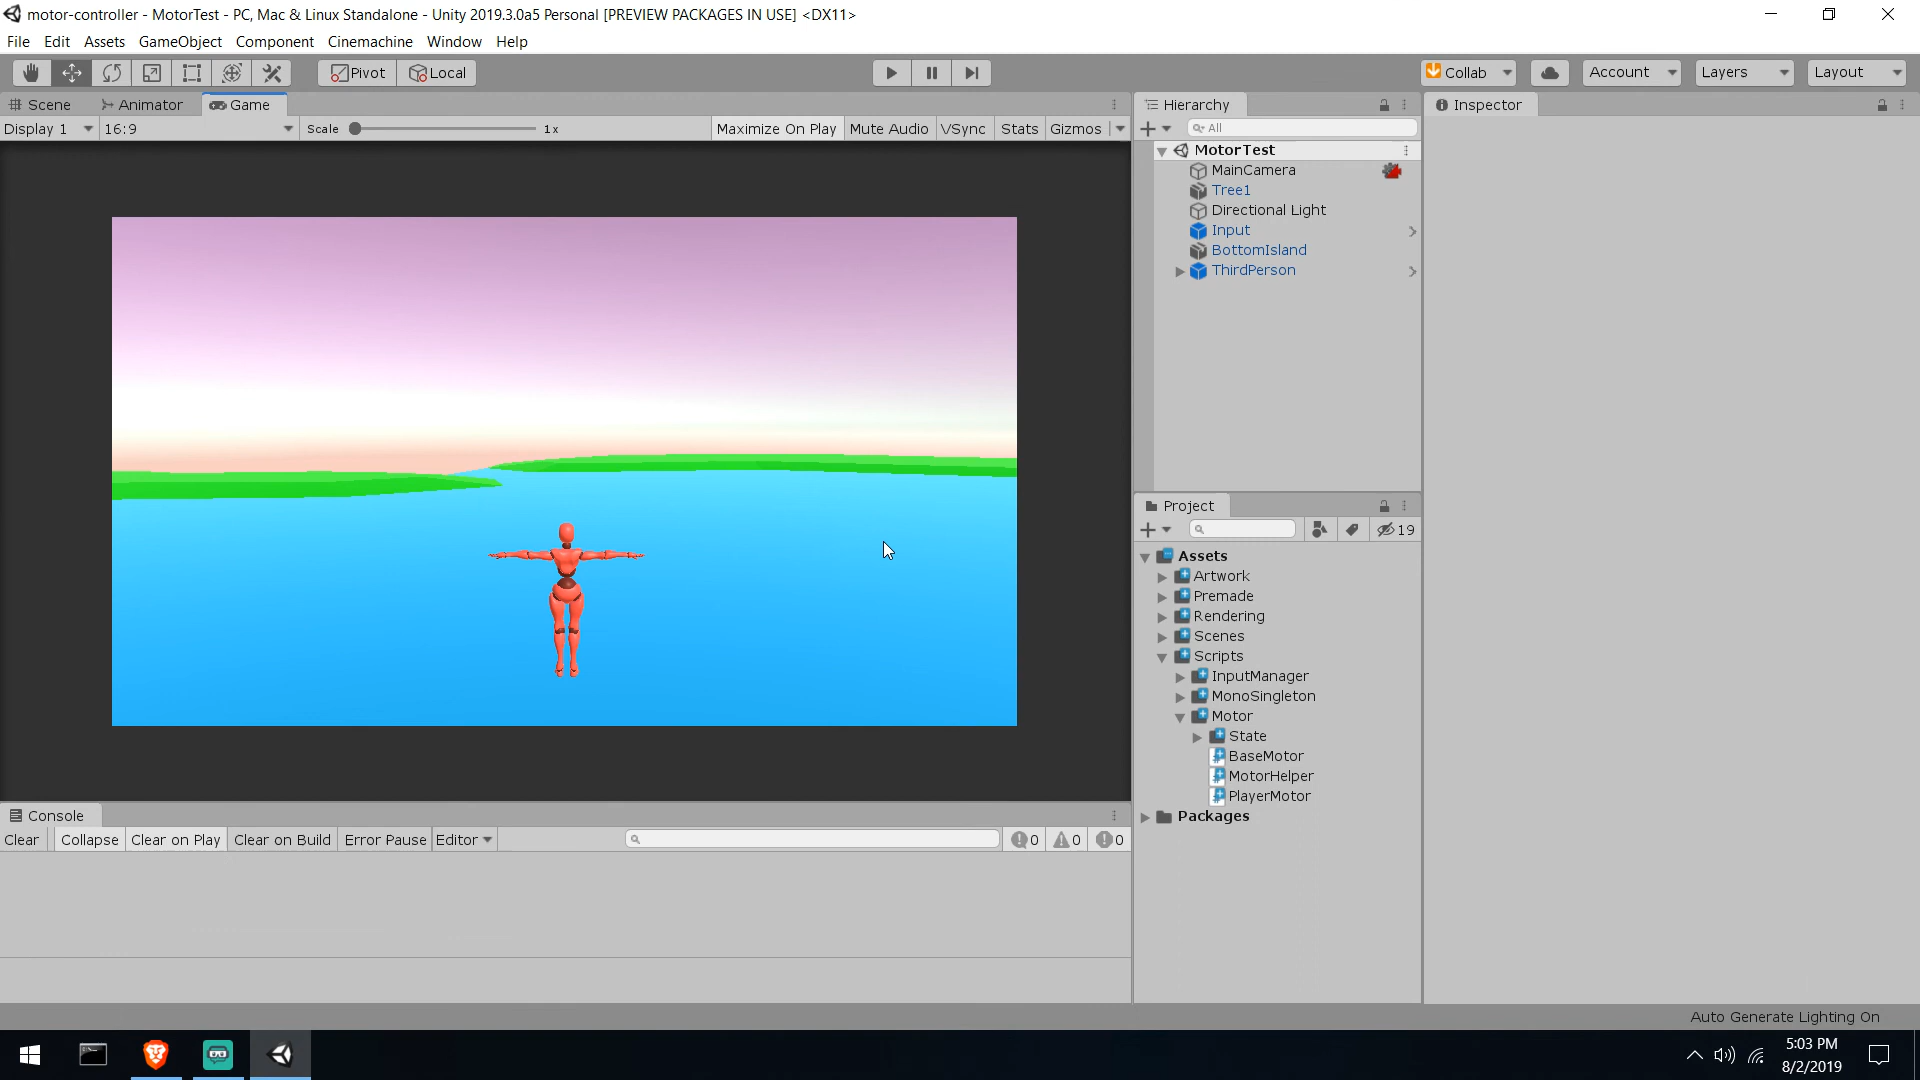 motor-controller - MotorTest - PC, Mac & Linux Standalone - Unity 2019.3.0a5 Personal [PREVIEW PACKAGES IN USE] <DX11>
File Edit Assets GameObject Component Cinemachine Window Help
Pivot Local Collab Account Layers Layout
Scene Animator Game
Display 1 16:9 Scale 1x Maximize On Play Mute Audio VSync Stats Gizmos
Hierarchy
All
MotorTest
MainCamera
Tree1
Directional Light
Input
BottomIsland
ThirdPerson
Project
19
Assets
Artwork
Premade
Rendering
Scenes
Scripts
InputManager
MonoSingleton
Motor
State
BaseMotor
MotorHelper
PlayerMotor
Packages
Inspector
Console
Clear Collapse Clear on Play Clear on Build Error Pause Editor 0 0 0
Auto Generate Lighting On
5:03 PM
8/2/2019